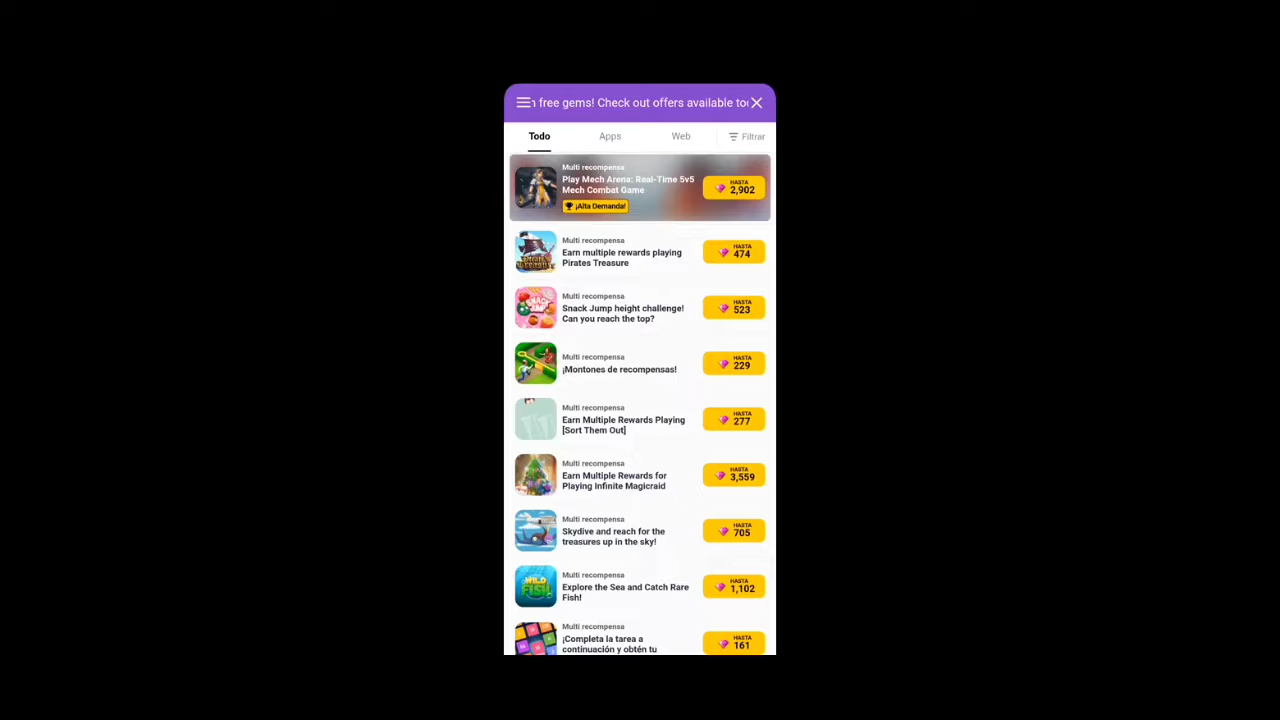 free gems! Check out offers available
Todo
Apps
Web
Filtrar
Multi recompensa
Play Mech Arena: Real-Time 5v5
Mech Combat Game
¡Alta Demanda!
HASTA
2,902
Multi recompensa
Earn multiple rewards playing
Pirates Treasure
HASTA
474
Multi recompensa
Snack Jump height challenge!
Can you reach the top?
HASTA
523
Multi recompensa
¡Montones de recompensas!
HASTA
229
Multi recompensa
Earn Multiple Rewards Playing
[Sort Them Out]
HASTA
277
Multi recompensa
Earn Multiple Rewards for
Playing Infinite Magicraid
HASTA
3,559
Multi recompensa
Skydive and reach for the
treasures up in the sky!
HASTA
705
WILD
FISH
Multi recompensa
Explore the Sea and Catch Rare
Fish!
HASTA
1,102
Multi recompensa
¡Completa la tarea a
continuación y obtén tu
HASTA
161